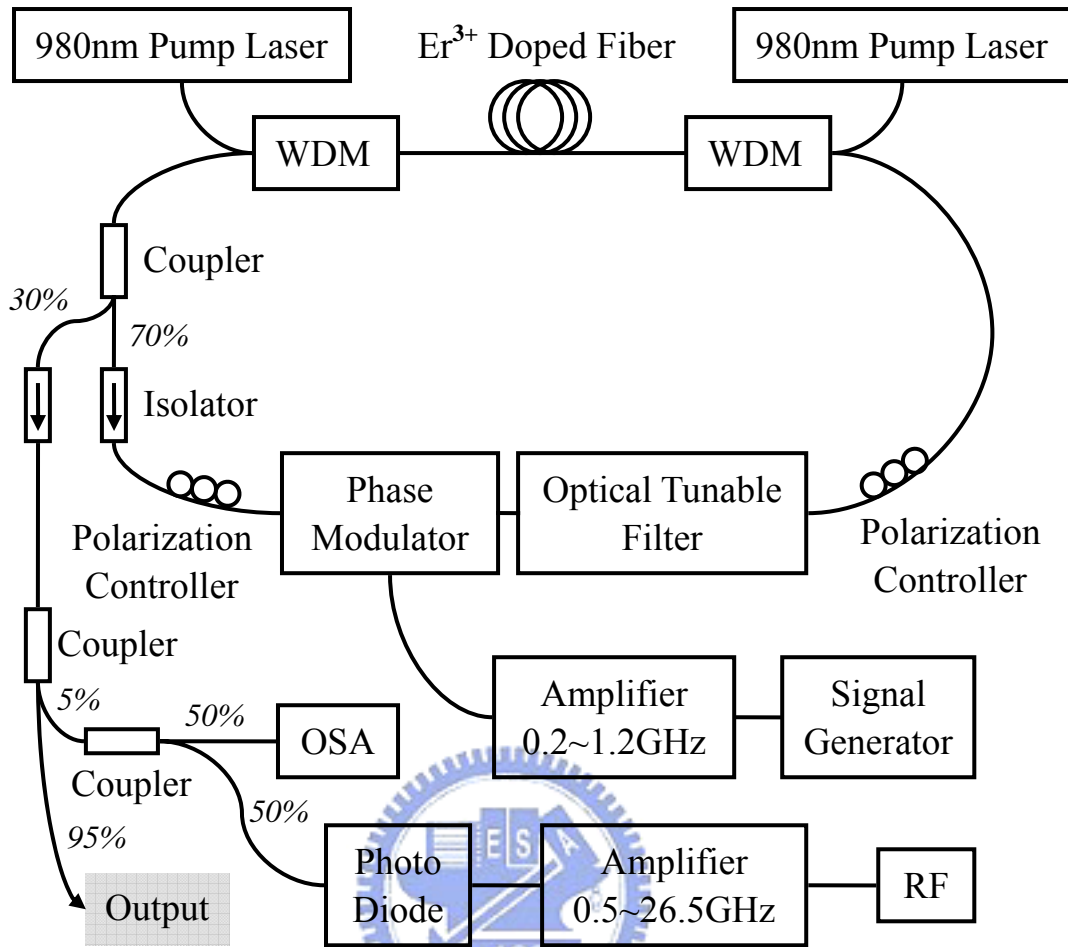 980nm Pump Laser
Er³⁺ Doped Fiber
980nm Pump Laser
WDM
WDM
Coupler
30%
70%
Isolator
Phase
Modulator
Optical Tunable
Filter
Polarization
Controller
Polarization
Controller
Coupler
5%
50%
OSA
Amplifier
0.2~1.2GHz
Signal
Generator
Coupler
50%
95%
Output
Photo
Diode
Amplifier
0.5~26.5GHz
RF
E S A